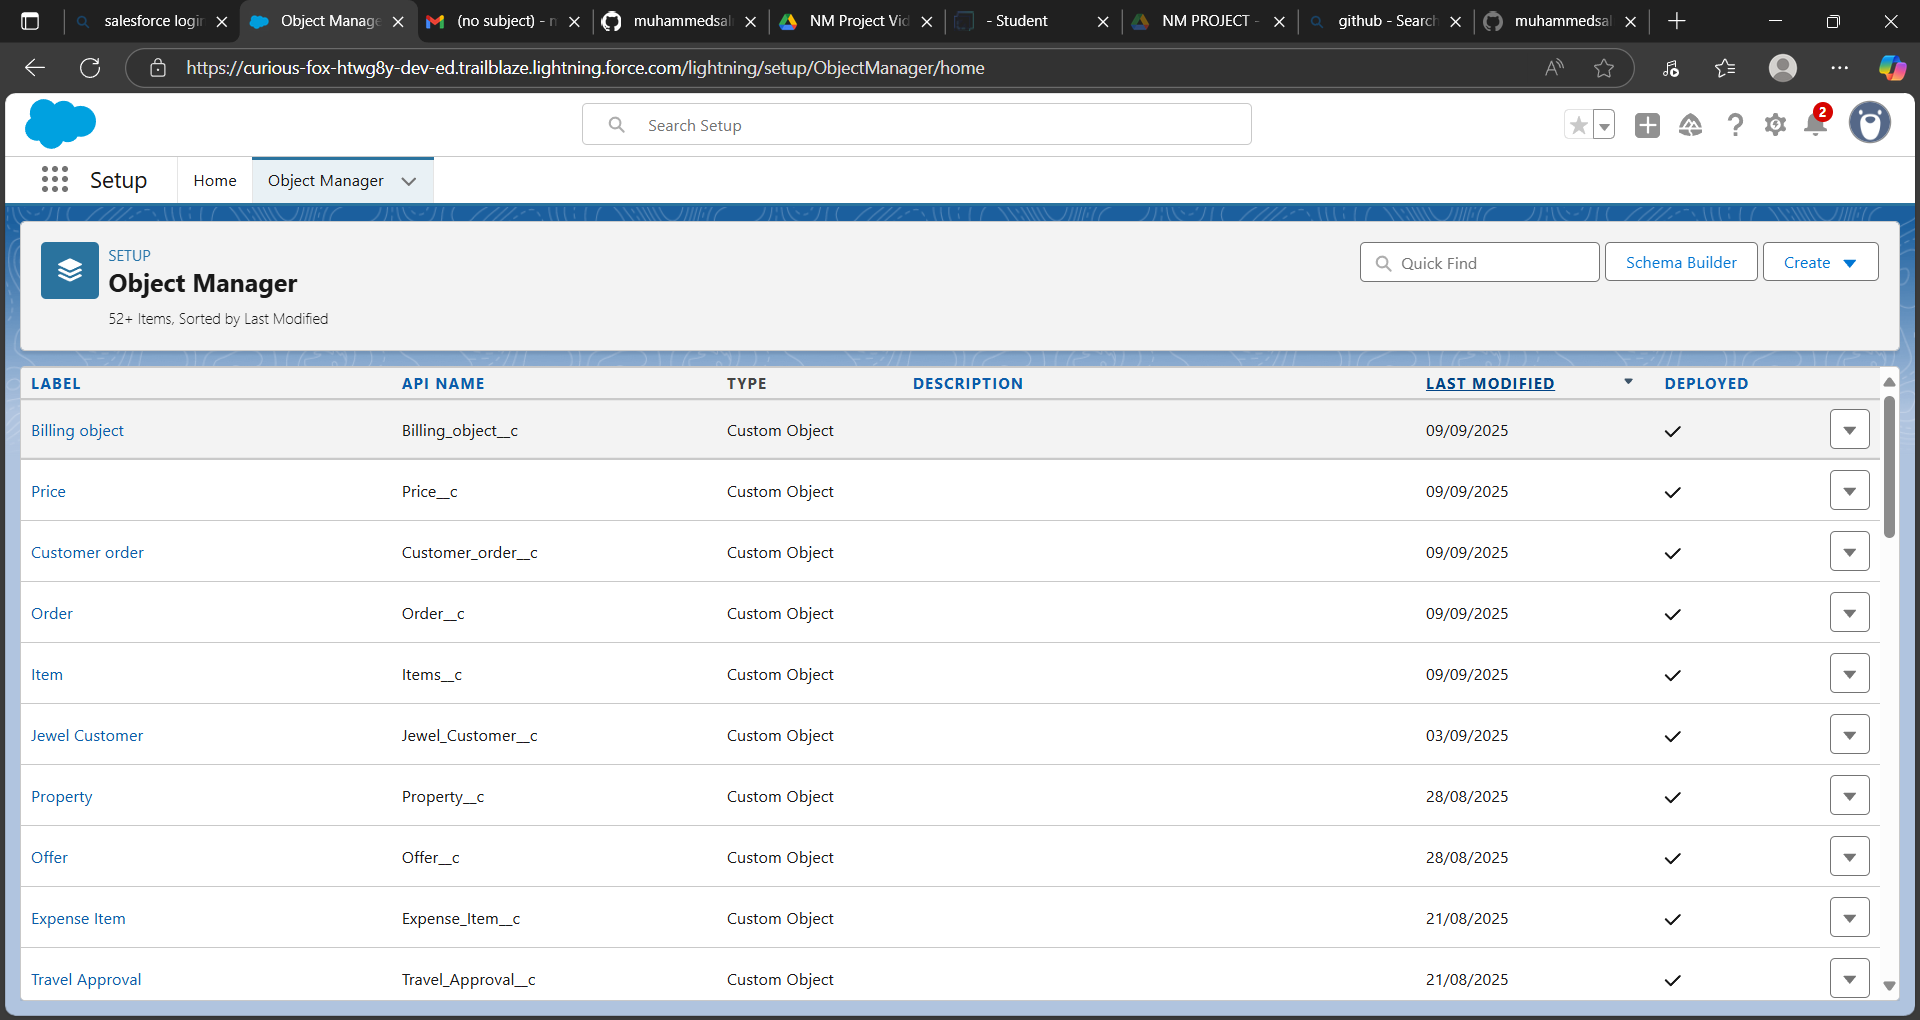 salesforce login
Object Manage
(no subject) - n
muhammedsal
NM Project Vid
- Student
NM PROJECT -
github - Search
muhammedsal
https://curious-fox-htwg8y-dev-ed.trailblaze.lightning.force.com/lightning/setup/ObjectManager/home
Search Setup
2
Setup
Home
Object Manager
SETUP
Object Manager
52+ Items, Sorted by Last Modified
Quick Find
Schema Builder
Create
LABEL API NAME TYPE DESCRIPTION LAST MODIFIED DEPLOYED
Billing object Billing_object__c Custom Object 09/09/2025
Price Price__c Custom Object 09/09/2025
Customer order Customer_order__c Custom Object 09/09/2025
Order Order__c Custom Object 09/09/2025
Item Items__c Custom Object 09/09/2025
Jewel Customer Jewel_Customer__c Custom Object 03/09/2025
Property Property__c Custom Object 28/08/2025
Offer Offer__c Custom Object 28/08/2025
Expense Item Expense_Item__c Custom Object 21/08/2025
Travel Approval Travel_Approval__c Custom Object 21/08/2025